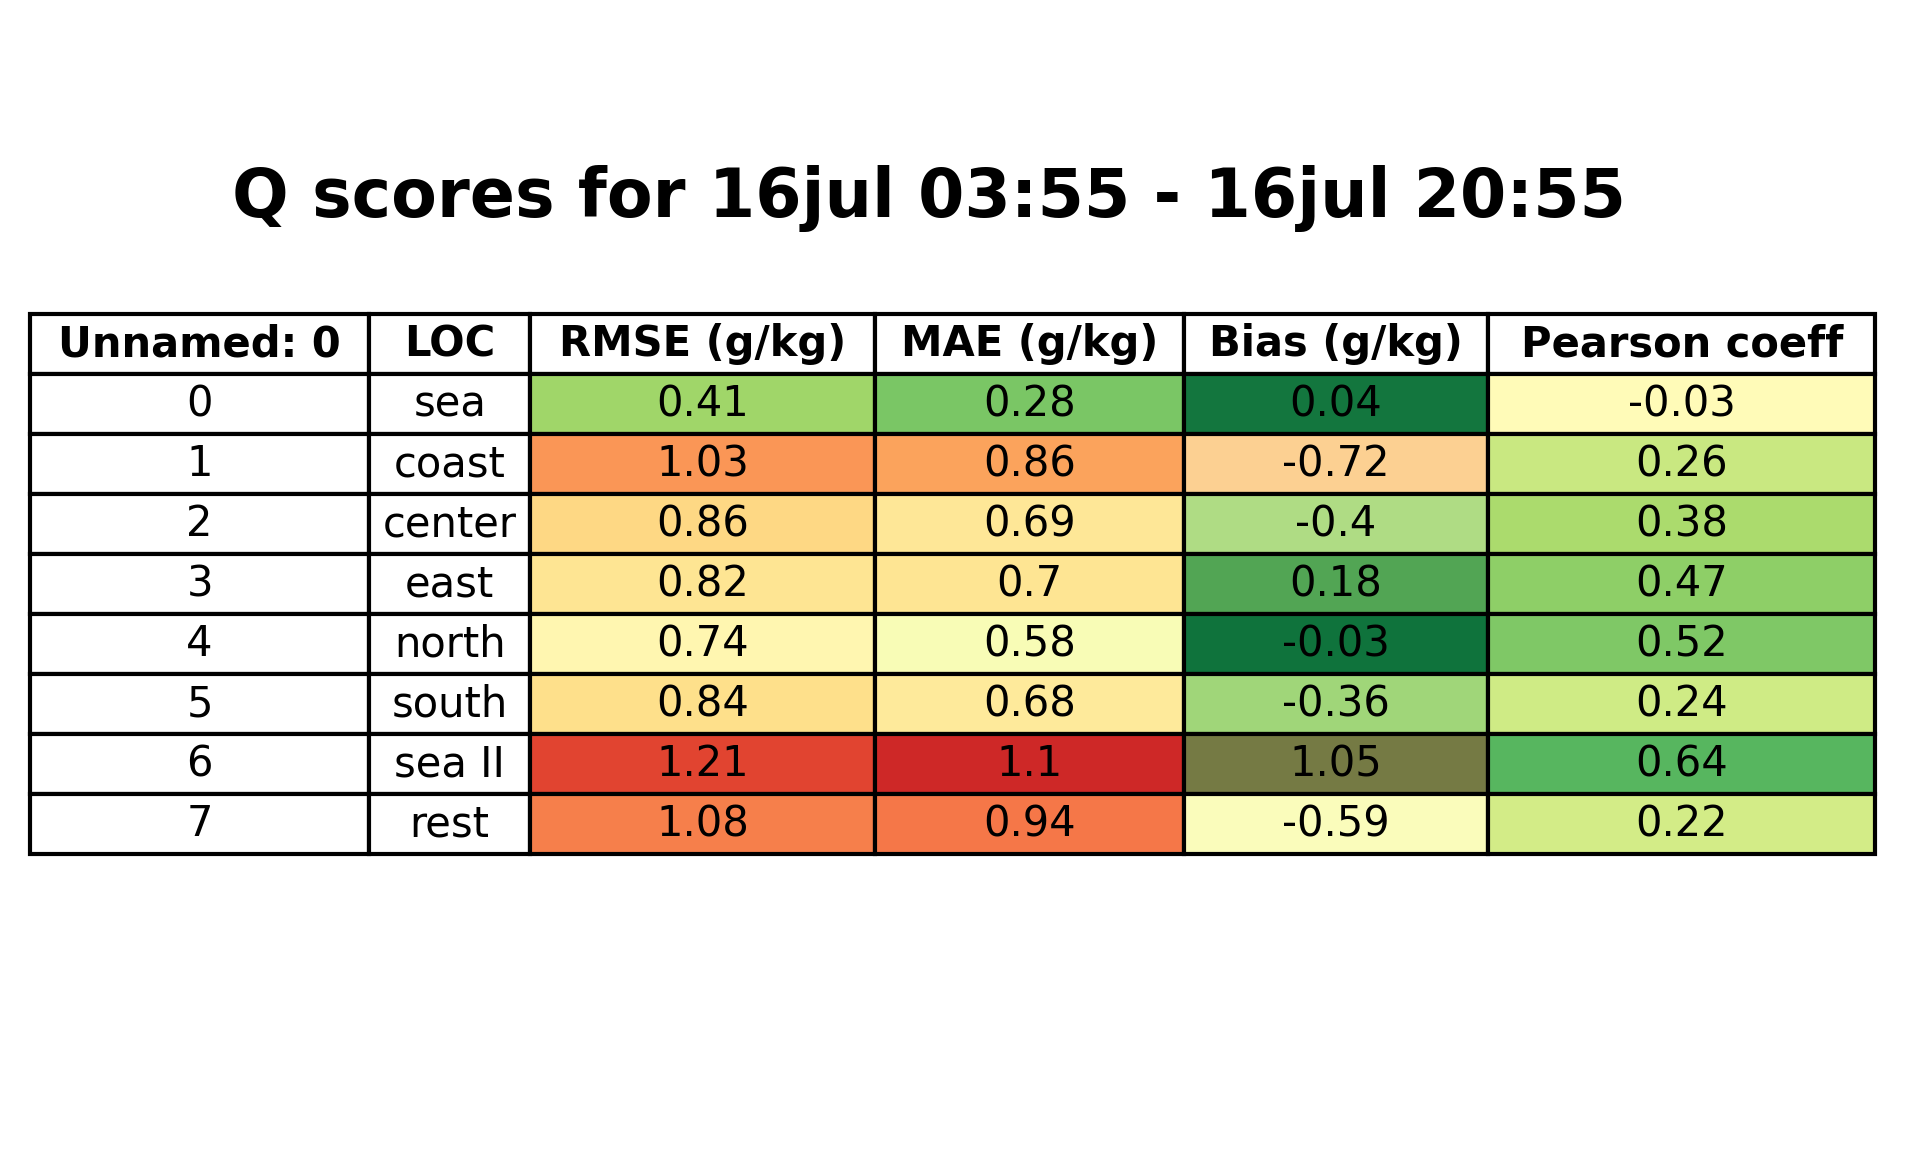 Q scores for 16jul 03:55 - 16jul 20:55
Unnamed: 0 LOC RMSE (g/kg) MAE (g/kg) Bias (g/kg) Pearson coeff
0 sea 0.41 0.28 0.04 -0.03
1 coast 1.03 0.86 -0.72 0.26
2 center 0.86 0.69 -0.4 0.38
3 east 0.82 0.7 0.18 0.47
4 north 0.74 0.58 -0.03 0.52
5 south 0.84 0.68 -0.36 0.24
6 sea II 1.21 1.1 1.05 0.64
7 rest 1.08 0.94 -0.59 0.22